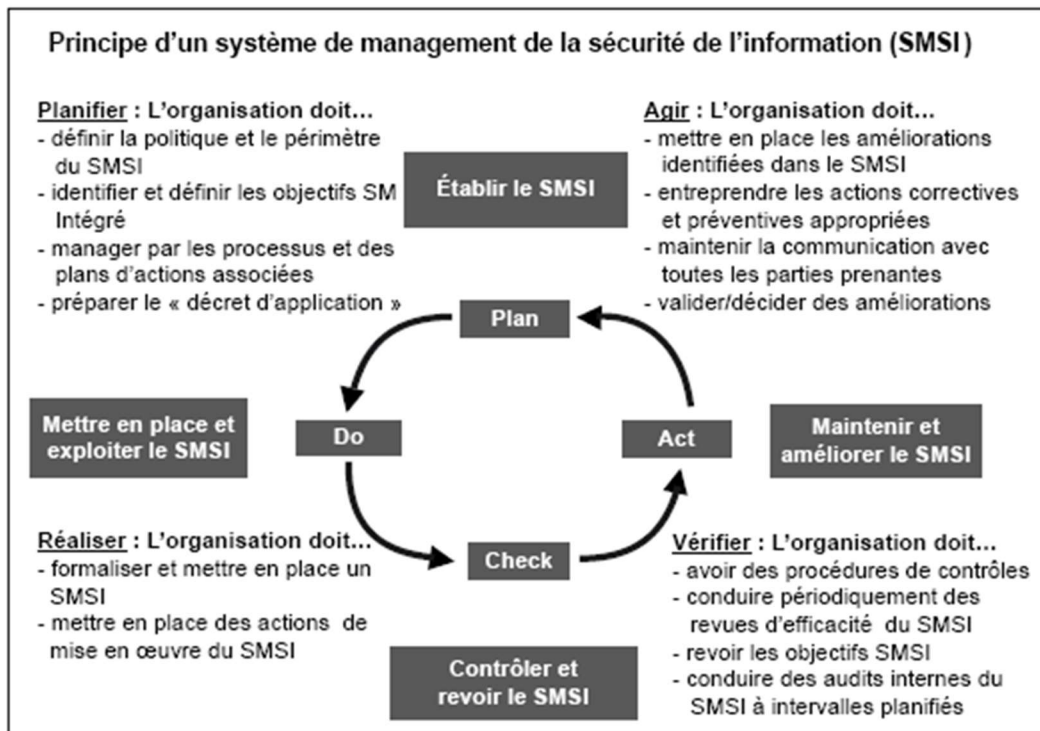 Principe d'un système de management de la sécurité de l'information (SMSI)
Planifier : L'organisation doit…
- définir la politique et le périmètre
du SMSI
- identifier et définir les objectifs SM
Intégré
- manager par les processus et des
plans d'actions associées
- préparer le « décret d'application »
Établir le SMSI
Agir : L'organisation doit…
- mettre en place les améliorations
identifiées dans le SMSI
- entreprendre les actions correctives
et préventives appropriées
- maintenir la communication avec
toutes les parties prenantes
- valider/décider des améliorations
Plan
Mettre en place et
exploiter le SMSI
Do
Act
Maintenir et
améliorer le SMSI
Réaliser : L'organisation doit…
- formaliser et mettre en place un
SMSI
- mettre en place des actions de
mise en œuvre du SMSI
Check
Contrôler et
revoir le SMSI
Vérifier : L'organisation doit…
- avoir des procédures de contrôles
- conduire périodiquement des
revues d'efficacité du SMSI
- revoir les objectifs SMSI
- conduire des audits internes du
SMSI à intervalles planifiés